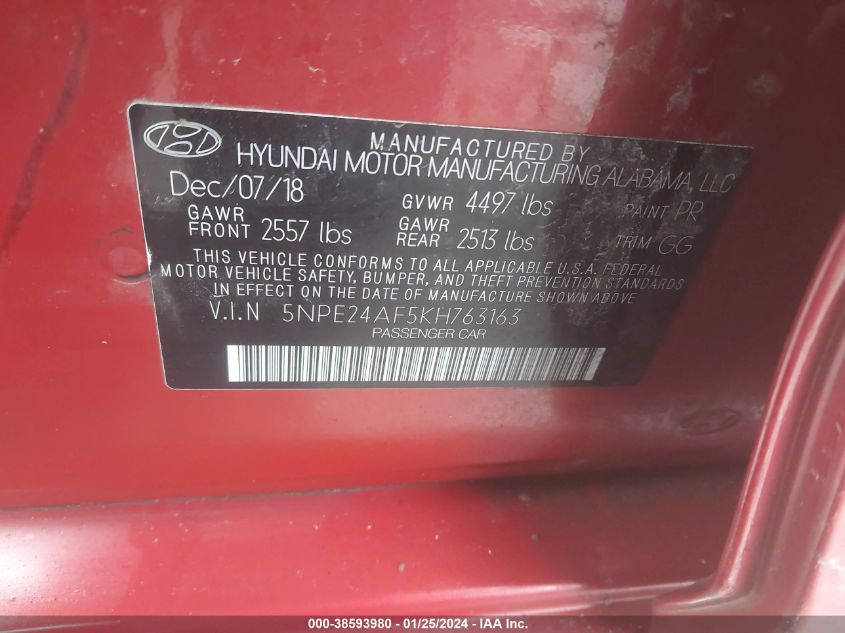 MANUFACTURED BY
HYUNDAI MOTOR MANUFACTURING ALABAMA, LLC
Dec/07/18 GVWR 4497 lbs PAINT PR
GAWR FRONT 2557 lbs GAWR REAR 2513 lbs TRIM GG
THIS VEHICLE CONFORMS TO ALL APPLICABLE U.S.A. FEDERAL
MOTOR VEHICLE SAFETY, BUMPER, AND THEFT PREVENTION STANDARDS
IN EFFECT ON THE DATE OF MANUFACTURE SHOWN ABOVE.
V.I.N 5NPE24AF5KH763163
PASSENGER CAR
000-38593980 - 01/25/2024 - IAA Inc.